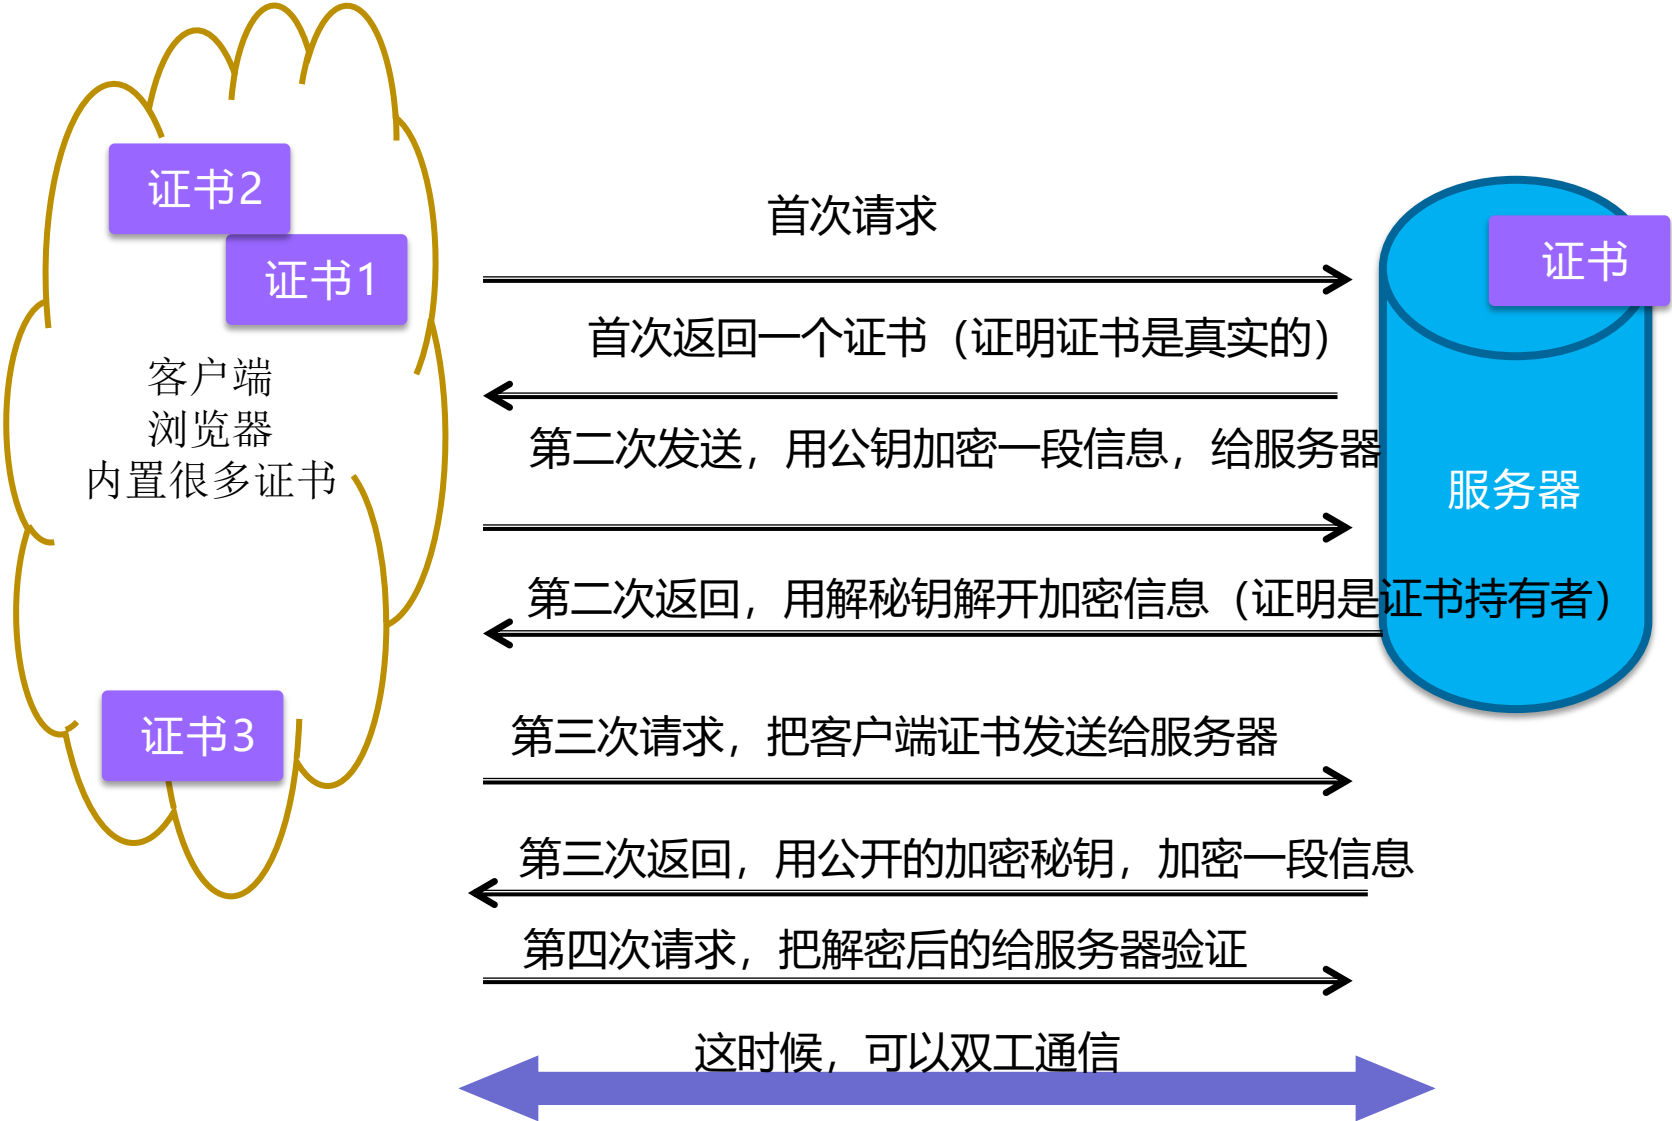 证书2
证书1
客户端
浏览器
内置很多证书
证书3
首次请求
首次返回一个证书（证明证书是真实的）
第二次发送，用公钥加密一段信息，给服务器
第二次返回，用解秘钥解开加密信息（证明是证书持有者）
第三次请求，把客户端证书发送给服务器
第三次返回，用公开的加密秘钥，加密一段信息
第四次请求，把解密后的给服务器验证
这时候，可以双工通信
证书
服务器